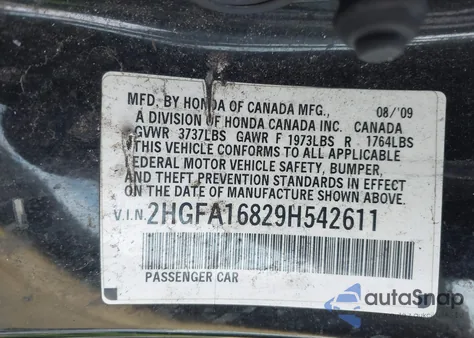 MFD, BY HONDA OF CANADA MFG., 08/'09
A DIVISION OF HONDA CANADA INC. CANADA
GVWR 3737LBS GAWR F 1973LBS R 1764LBS
THIS VEHICLE CONFORMS TO ALL APPLICABLE
FEDERAL MOTOR VEHICLE SAFETY, BUMPER,
AND THEFT PREVENTION STANDARDS IN EFFECT
ON THE DATE OF MANUFACTURE SHOWN ABOVE.
V.I.N. 2HGFA16829H542611
PASSENGER CAR
autoSnap